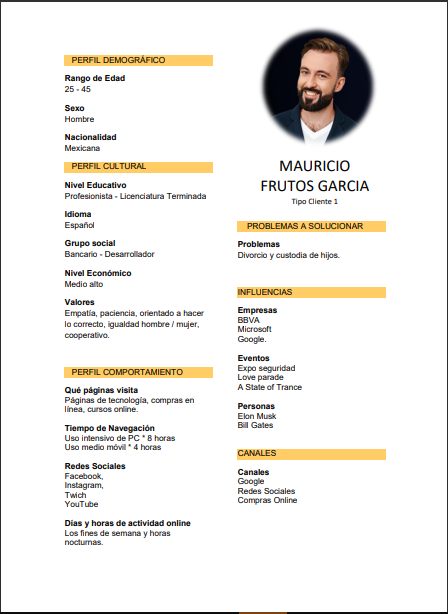 PERFIL DEMOGRÁFICO
Rango de Edad
25 - 45
Sexo
Hombre
Nacionalidad
Mexicana
PERFIL CULTURAL
Nivel Educativo
Profesionista - Licenciatura Terminada
Idioma
Español
Grupo social
Bancario - Desarrollador
Nivel Económico
Medio alto
Valores
Empatía, paciencia, orientado a hacer
lo correcto, igualdad hombre / mujer,
cooperativo.
PERFIL COMPORTAMIENTO
Qué páginas visita
Páginas de tecnología, compras en
línea, cursos online.
Tiempo de Navegación
Uso intensivo de PC * 8 horas
Uso medio móvil * 4 horas
Redes Sociales
Facebook,
Instagram,
Twich
YouTube
Días y horas de actividad online
Los fines de semana y horas
nocturnas.
MAURICIO
FRUTOS GARCIA
Tipo Cliente 1
PROBLEMAS A SOLUCIONAR
Problemas
Divorcio y custodia de hijos.
INFLUENCIAS
Empresas
BBVA
Microsoft
Google.
Eventos
Expo seguridad
Love parade
A State of Trance
Personas
Elon Musk
Bill Gates
CANALES
Canales
Google
Redes Sociales
Compras Online